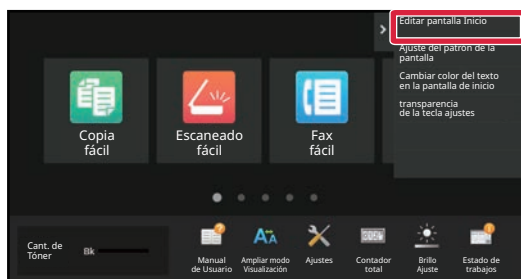 Editar pantalla Inicio
Ajuste del patrón de la
pantalla
Cambiar color del texto
en la pantalla de inicio
transparencia
de la tecla ajustes
Copia
fácil
Escaneado
fácil
Fax
fácil
Cant. de
Tóner
Bk
Manual
de Usuario
Ampliar modo
Visualización
Ajustes
Contador
total
Brillo
Ajuste
Estado de
trabajos